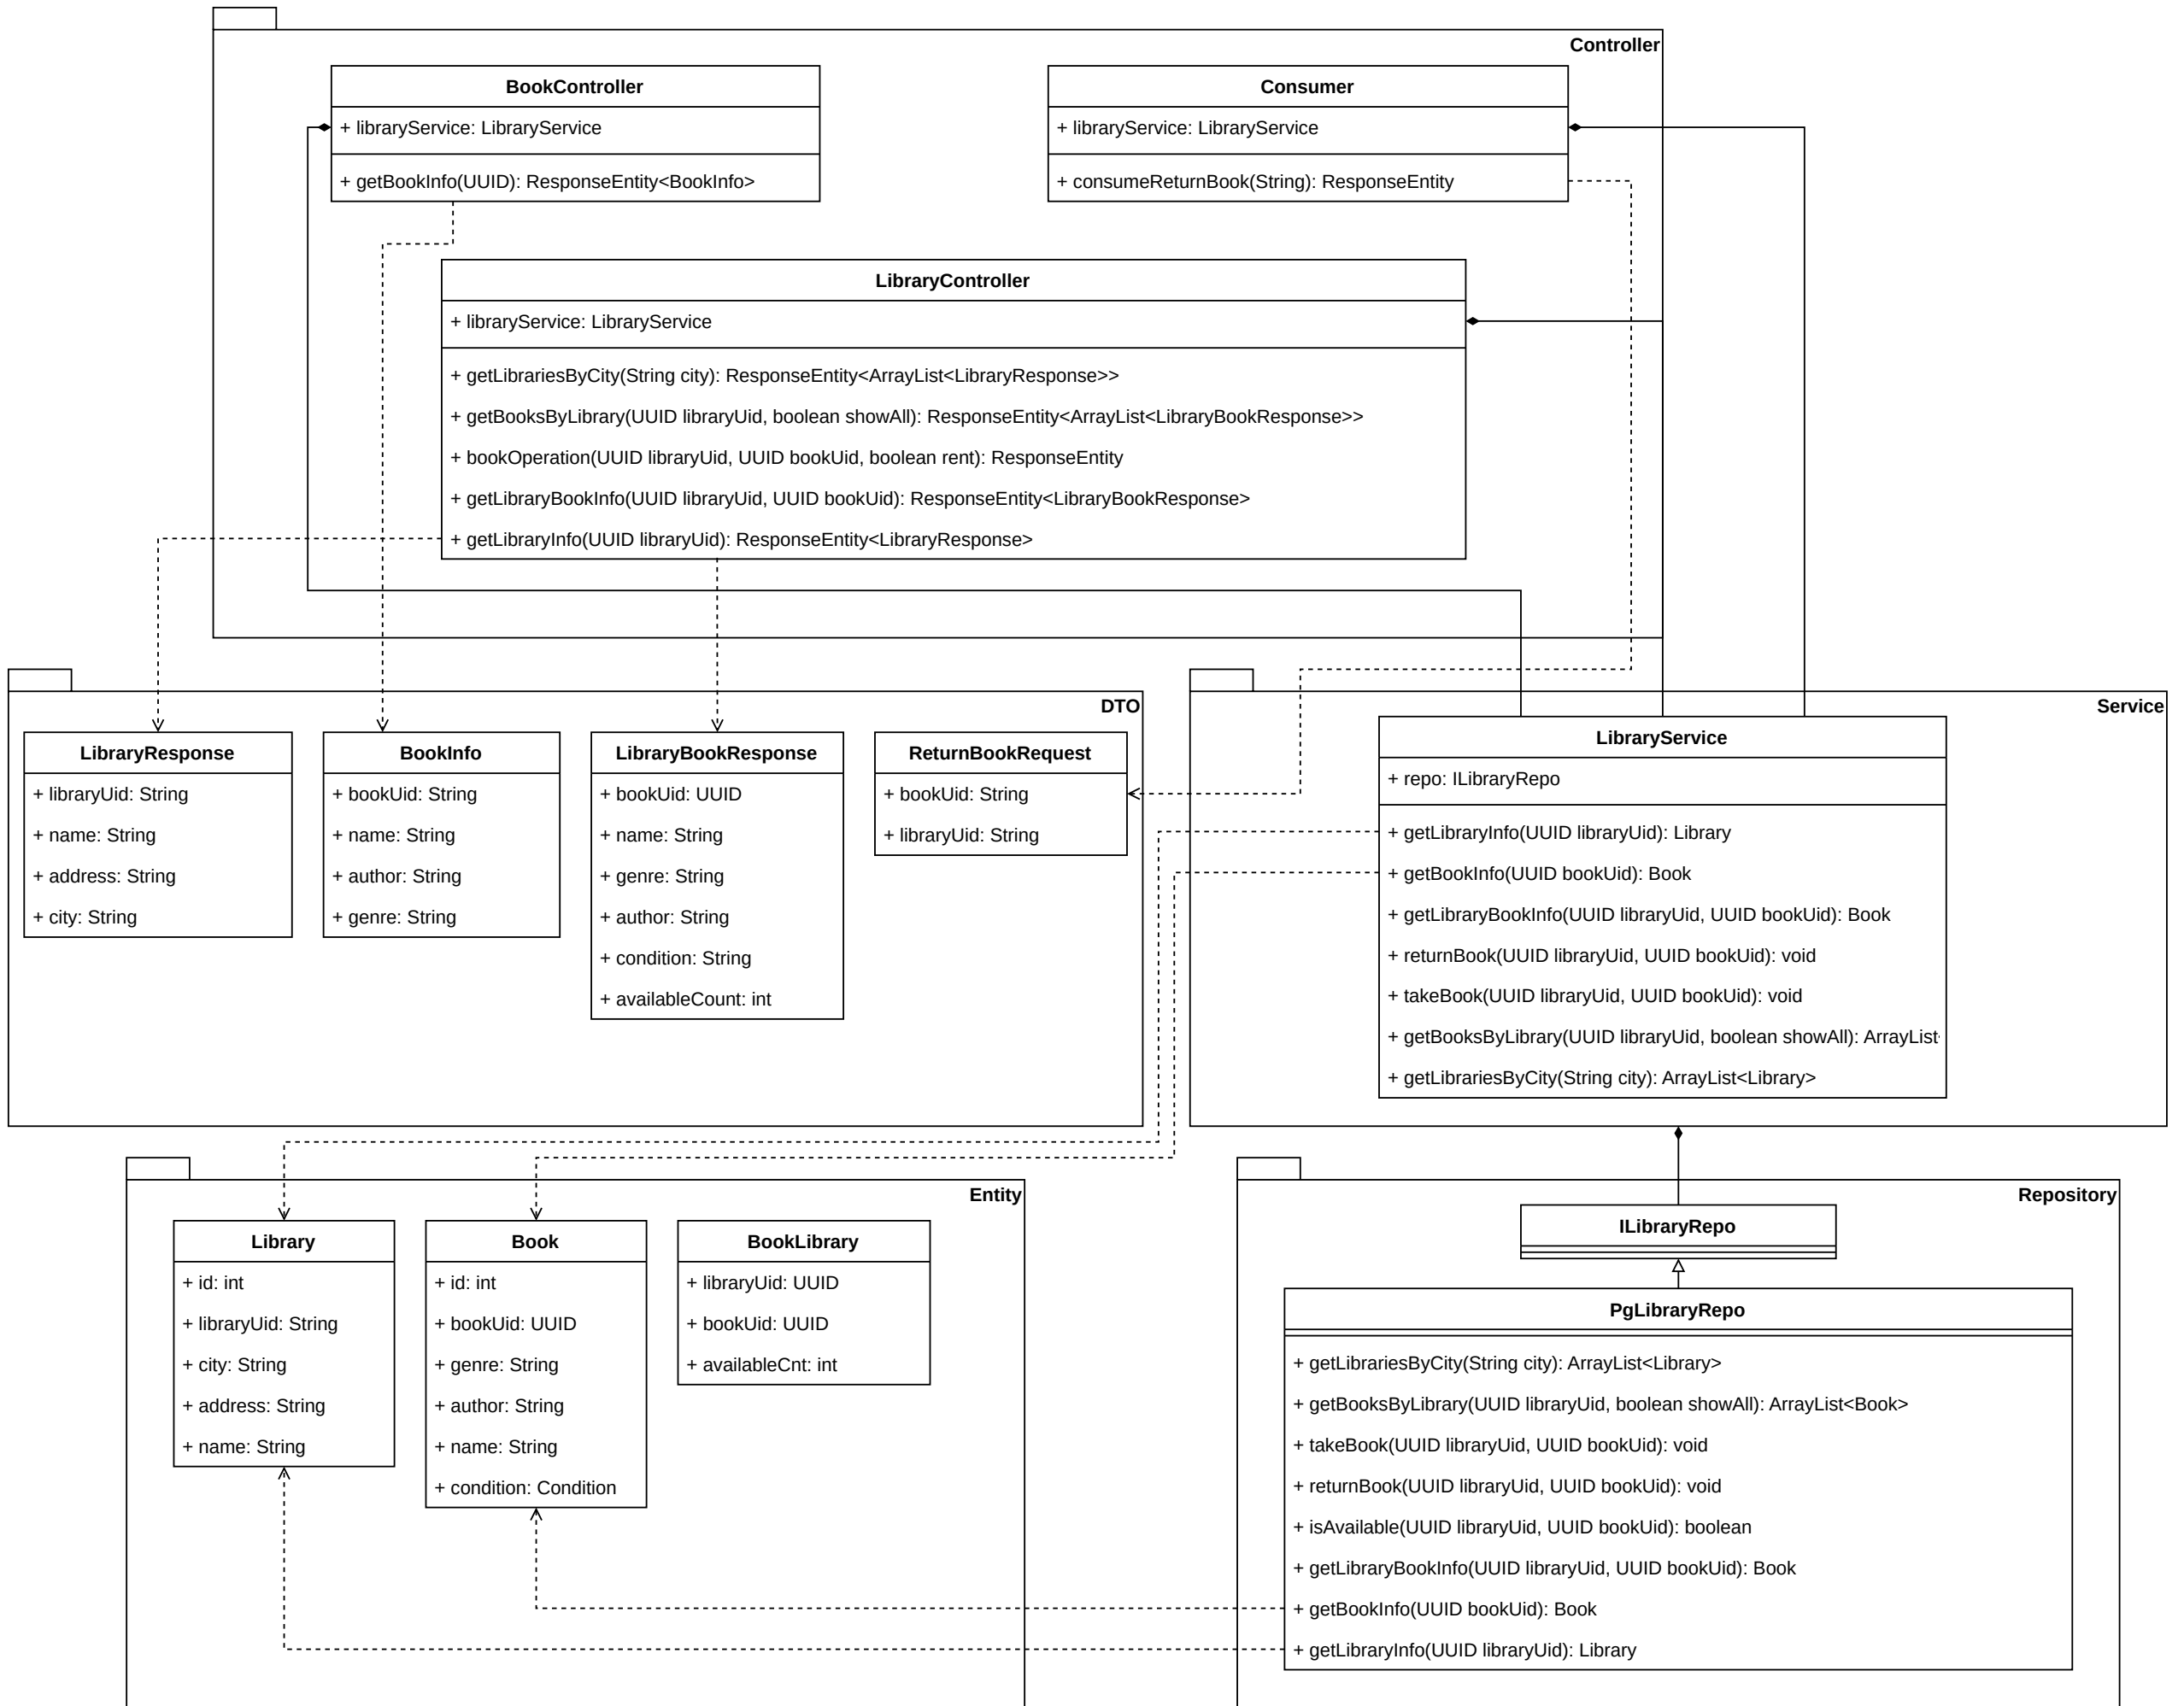 Controller
BookController
+ libraryService: LibraryService
+ getBookInfo(UUID): ResponseEntity<BookInfo>
Consumer
+ libraryService: LibraryService
+ consumeReturnBook(String): ResponseEntity
LibraryController
+ libraryService: LibraryService
+ getLibrariesByCity(String city): ResponseEntity<ArrayList<LibraryResponse>>
+ getBooksByLibrary(UUID libraryUid, boolean showAll): ResponseEntity<ArrayList<LibraryBookResponse>>
+ bookOperation(UUID libraryUid, UUID bookUid, boolean rent): ResponseEntity
+ getLibraryBookInfo(UUID libraryUid, UUID bookUid): ResponseEntity<LibraryBookResponse>
+ getLibraryInfo(UUID libraryUid): ResponseEntity<LibraryResponse>
DTO
LibraryResponse
+ libraryUid: String
+ name: String
+ address: String
+ city: String
BookInfo
+ bookUid: String
+ name: String
+ author: String
+ genre: String
LibraryBookResponse
+ bookUid: UUID
+ name: String
+ genre: String
+ author: String
+ condition: String
+ availableCount: int
ReturnBookRequest
+ bookUid: String
+ libraryUid: String
Service
LibraryService
+ repo: ILibraryRepo
+ getLibraryInfo(UUID libraryUid): Library
+ getBookInfo(UUID bookUid): Book
+ getLibraryBookInfo(UUID libraryUid, UUID bookUid): Book
+ returnBook(UUID libraryUid, UUID bookUid): void
+ takeBook(UUID libraryUid, UUID bookUid): void
+ getBooksByLibrary(UUID libraryUid, boolean showAll): ArrayList
+ getLibrariesByCity(String city): ArrayList<Library>
Entity
Library
+ id: int
+ libraryUid: String
+ city: String
+ address: String
+ name: String
Book
+ id: int
+ bookUid: UUID
+ genre: String
+ author: String
+ name: String
+ condition: Condition
BookLibrary
+ libraryUid: UUID
+ bookUid: UUID
+ availableCnt: int
Repository
ILibraryRepo
PgLibraryRepo
+ getLibrariesByCity(String city): ArrayList<Library>
+ getBooksByLibrary(UUID libraryUid, boolean showAll): ArrayList<Book>
+ takeBook(UUID libraryUid, UUID bookUid): void
+ returnBook(UUID libraryUid, UUID bookUid): void
+ isAvailable(UUID libraryUid, UUID bookUid): boolean
+ getLibraryBookInfo(UUID libraryUid, UUID bookUid): Book
+ getBookInfo(UUID bookUid): Book
+ getLibraryInfo(UUID libraryUid): Library